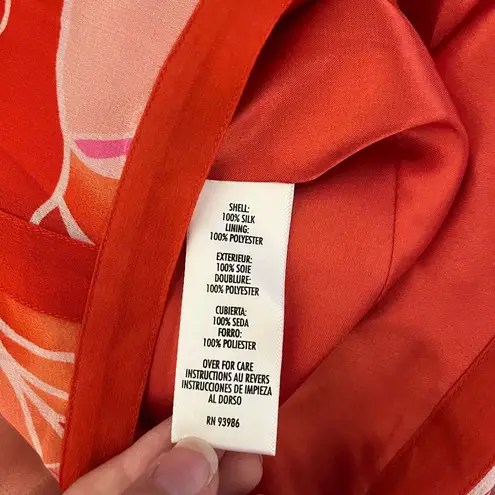 SHELL:
100% SILK
LINING:
100% POLYESTER
EXTERIEUR:
100% SOIE
DOUBLURE:
100% POLYESTER
CUBIERTA:
100% SEDA
FORRO:
100% POLIESTER
OVER FOR CARE
INSTRUCTIONS AU REVERS
INSTRUCCIONES DE IMPIEZA
AL DORSO
RN 93986